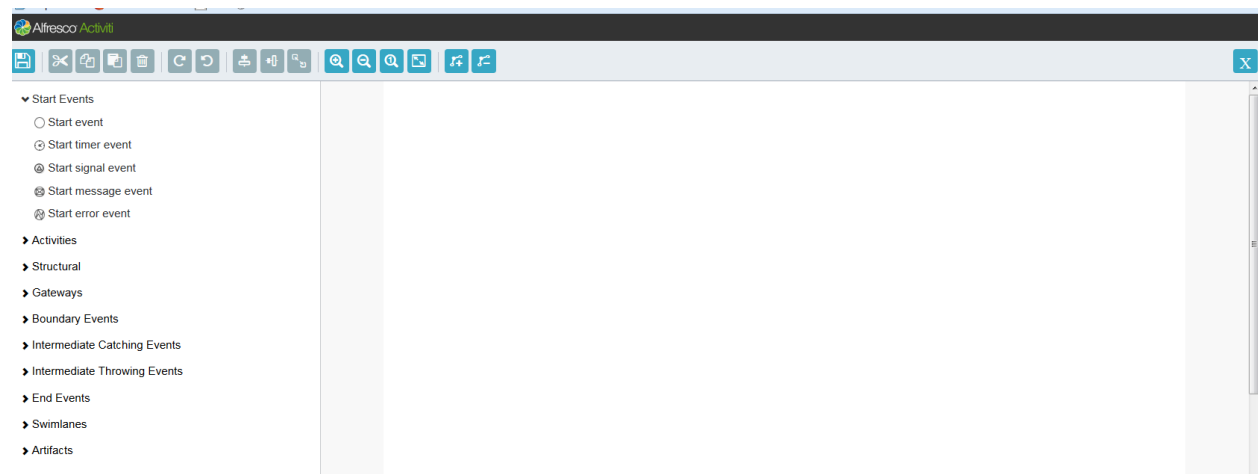 Alfresco Activiti
X
Start Events
Start event
Start timer event
Start signal event
Start message event
Start error event
Activities
Structural
Gateways
Boundary Events
Intermediate Catching Events
Intermediate Throwing Events
End Events
Swimlanes
Artifacts